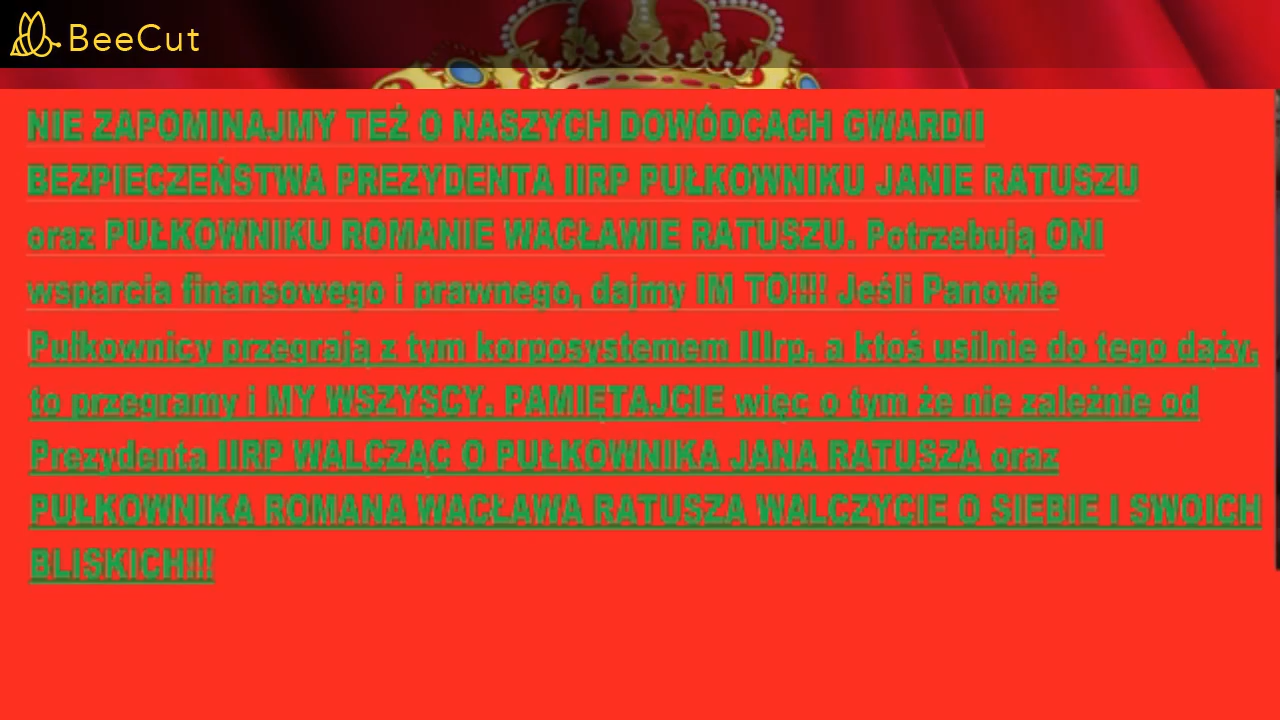 BeeCut
NIE ZAPOMINAJMY TEŻ O NASZYCH DOWÓDCACH GWARDII
BEZPIECZEŃSTWA PREZYDENTA IIRP PUŁKOWNIKU JANIE RATUSZU
oraz PUŁKOWNIKU ROMANIE WACŁAWIE RATUSZU. Potrzebują ONI
wsparcia finansowego i prawnego, dajmy IM TO!!!! Jeśli Panowie
Pułkownicy przegrają z tym korposystemem IIIrp, a ktoś usilnie do tego dąży,
to przegramy i MY WSZYSCY. PAMIĘTAJCIE więc o tym że nie zależnie od
Prezydenta IIRP WALCZĄC O PUŁKOWNIKA JANA RATUSZA oraz
PUŁKOWNIKA ROMANA WACŁAWA RATUSZA WALCZYCIE O SIEBIE I SWOICH
BLISKICH!!!